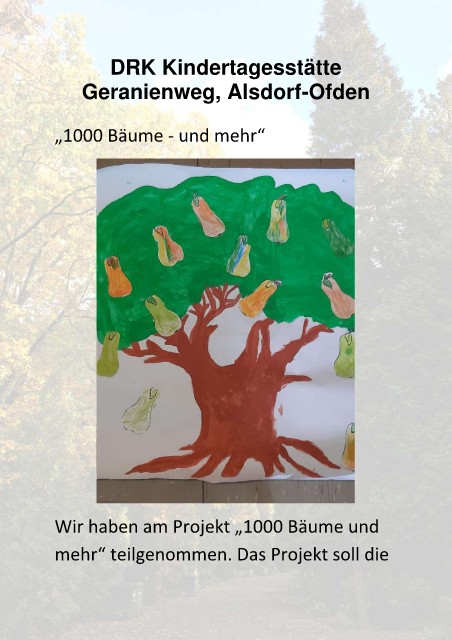 DRK Kindertagesstätte
Geranienweg, Alsdorf-Ofden
„1000 Bäume - und mehr“
Wir haben am Projekt „1000 Bäume und
mehr“ teilgenommen. Das Projekt soll die